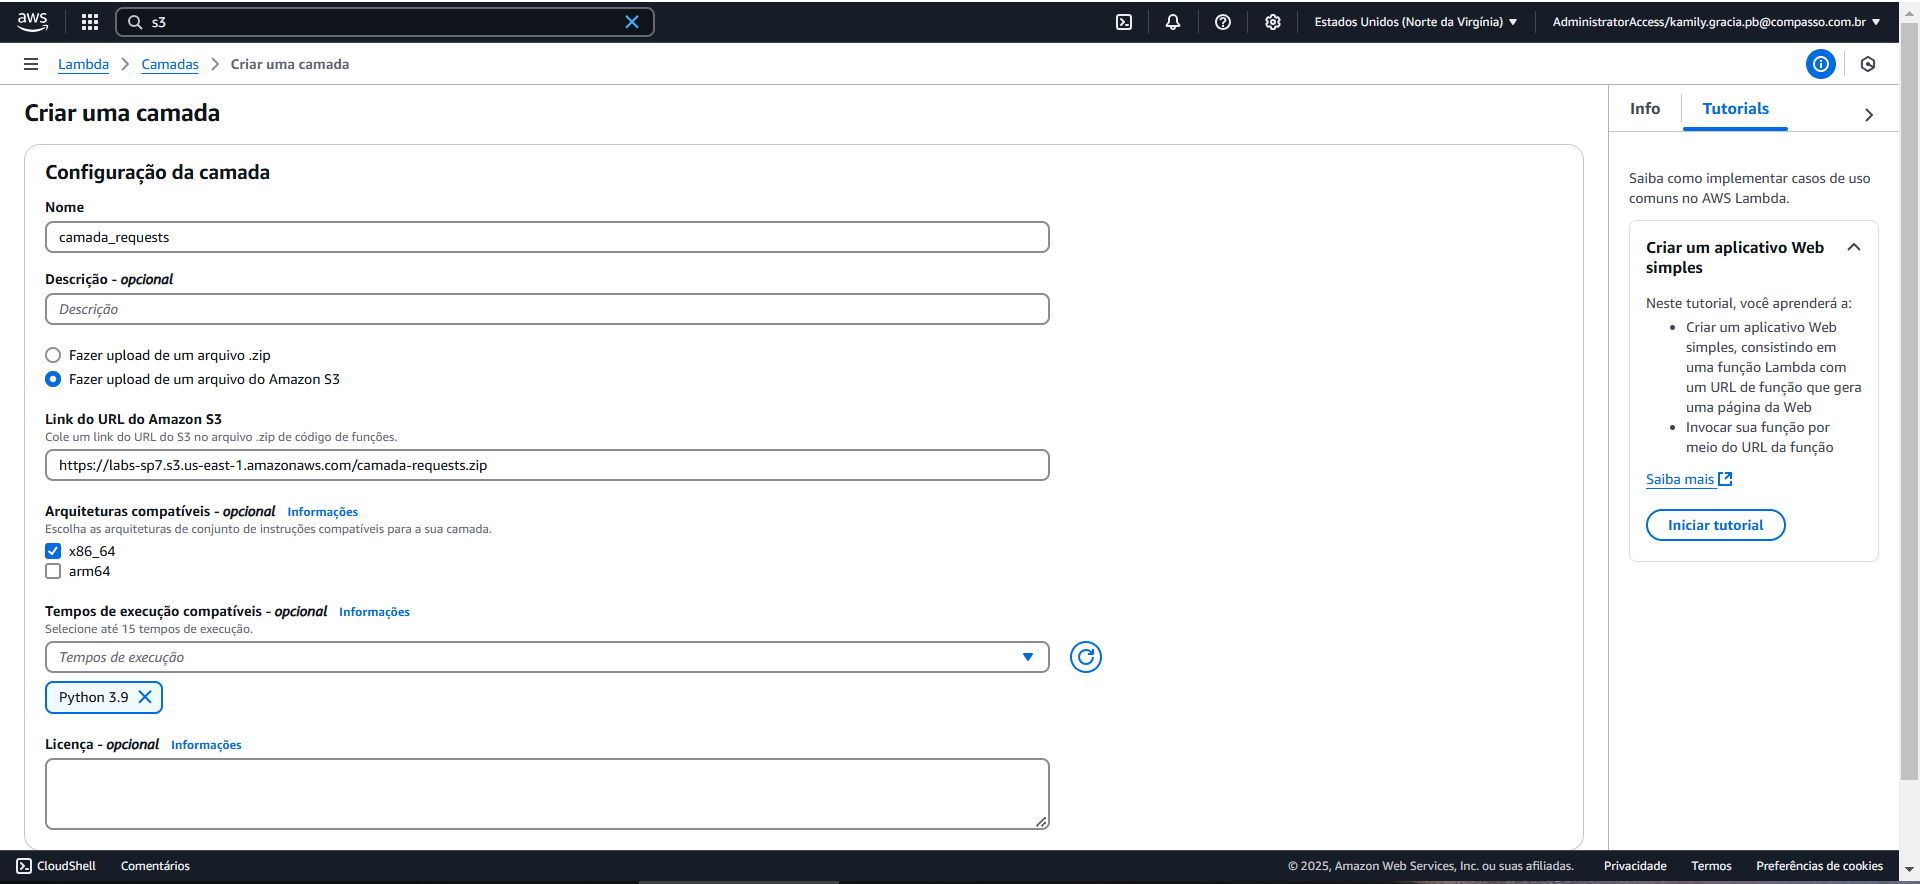 aws
s3
Estados Unidos (Norte da Virgínia)
AdministratorAccess/kamily.gracia.pb@compasso.com.br
Lambda
Camadas
Criar uma camada
Criar uma camada
Configuração da camada
Nome
camada_requests
Descrição - opcional
Descrição
Fazer upload de um arquivo .zip
Fazer upload de um arquivo do Amazon S3
Link do URL do Amazon S3
Cole um link do URL do S3 no arquivo .zip de código de funções.
https://labs-sp7.s3.us-east-1.amazonaws.com/camada-requests.zip
Arquiteturas compatíveis - opcional Informações
Escolha as arquiteturas de conjunto de instruções compatíveis para a sua camada.
x86_64
arm64
Tempos de execução compatíveis - opcional Informações
Selecione até 15 tempos de execução.
Tempos de execução
Python 3.9
Licença - opcional Informações
Info
Tutorials
Saiba como implementar casos de uso
comuns no AWS Lambda.
Criar um aplicativo Web
simples
Neste tutorial, você aprenderá a:
Criar um aplicativo Web
simples, consistindo em
uma função Lambda com
um URL de função que gera
uma página da Web
Invocar sua função por
meio do URL da função
Saiba mais
Iniciar tutorial
CloudShell
Comentários
© 2025, Amazon Web Services, Inc. ou suas afiliadas.
Privacidade
Termos
Preferências de cookies